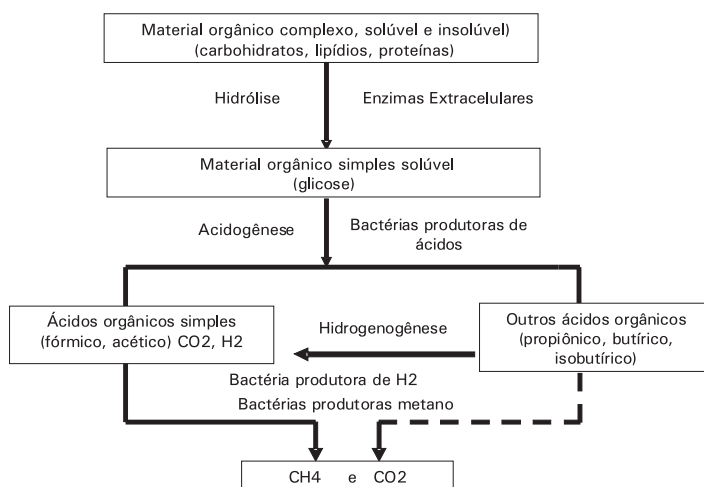 Material orgânico complexo, solúvel e insolúvel)
(carbohidratos, lipídios, proteínas)
Hidrólise
Enzimas Extracelulares
Material orgânico simples solúvel
(glicose)
Acidogênese
Bactérias produtoras de
ácidos
Ácidos orgânicos simples
(fórmico, acético) CO2, H2
Hidrogenogênese
Outros ácidos orgânicos
(propiônico, butírico,
isobutírico)
Bactéria produtora de H2
Bactérias produtoras metano
CH4 e CO2